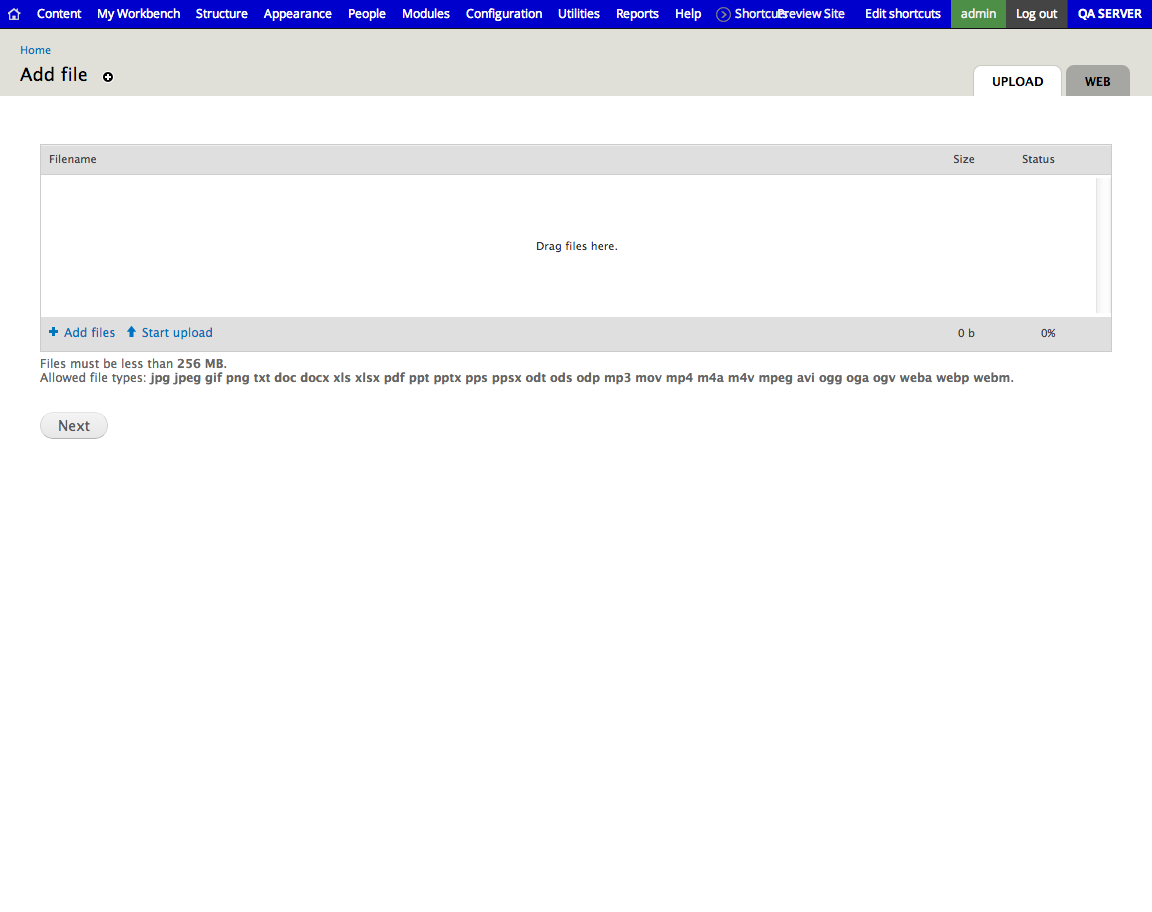 Content My Workbench Structure Appearance People Modules Configuration Utilities Reports Help Shortcuts Preview Site Edit shortcuts admin Log out QA SERVER
Home
Add file
UPLOAD WEB
Filename Size Status
Drag files here.
Add files Start upload 0 b 0%
Files must be less than 256 MB.
Allowed file types: jpg jpeg gif png txt doc docx xls xlsx pdf ppt pptx pps ppsx odt ods odp mp3 mov mp4 m4a m4v mpeg avi ogg oga ogv weba webp webm.
Next